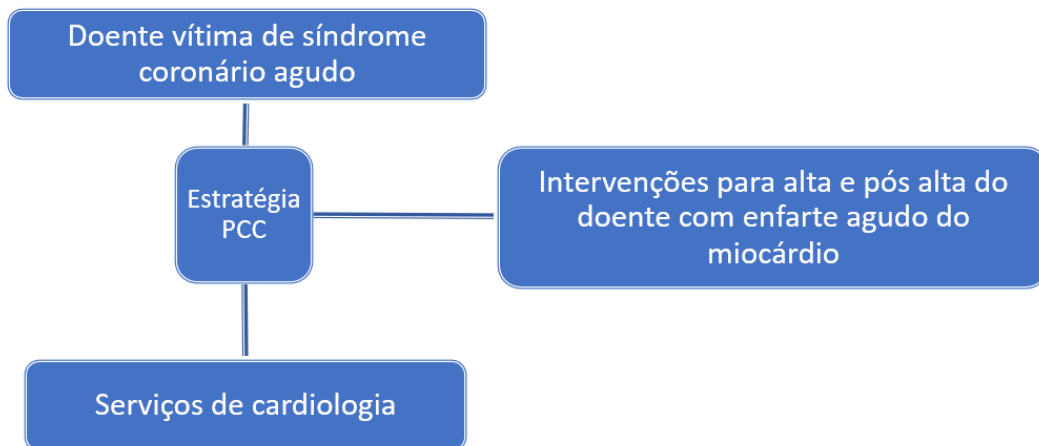 Doente vítima de síndrome
coronário agudo
Estratégia
PCC
Intervenções para alta e pós alta do
doente com enfarte agudo do
miocárdio
Serviços de cardiologia